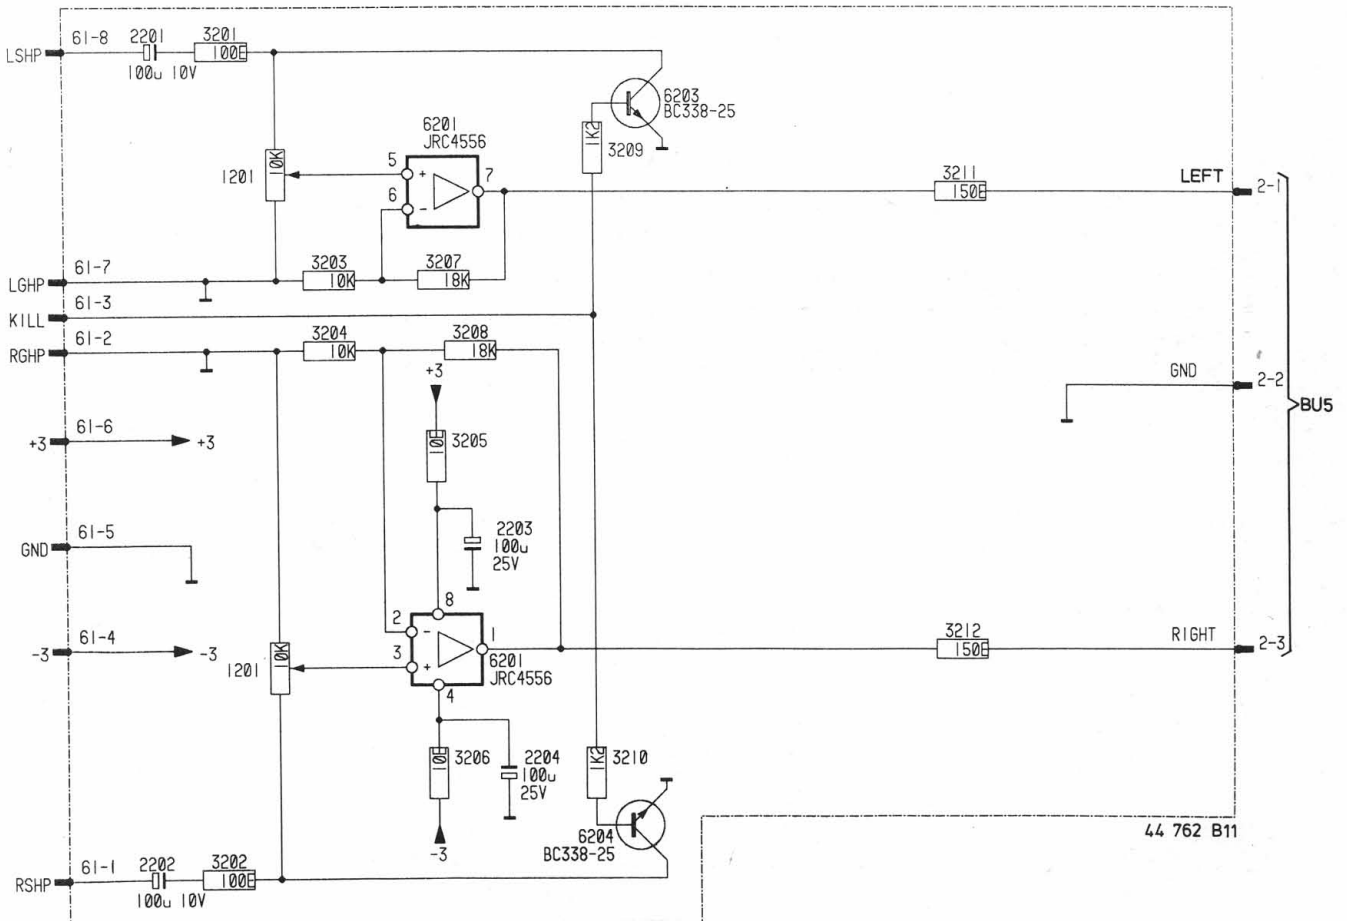 LSHP
61-8
2201
100u 10V
3201
100E
6203
BC338-25
6201
JRC4556
1K2
3209
10K
1201
5
+
6
-
7
3211
150E
LEFT
2-1
LGHP
61-7
3203
10K
3207
18K
KILL
61-3
RGHP
61-2
3204
10K
3208
18K
+3
GND
2-2
BU5
+3
61-6
+3
10E
3205
GND
61-5
2203
100u
25V
8
2
-
3
+
1
4
6201
JRC4556
-3
61-4
-3
10K
1201
3212
150E
RIGHT
2-3
10E
3206
2204
100u
25V
1K2
3210
-3
6204
BC338-25
44 762 B11
RSHP
61-1
2202
100u 10V
3202
100E